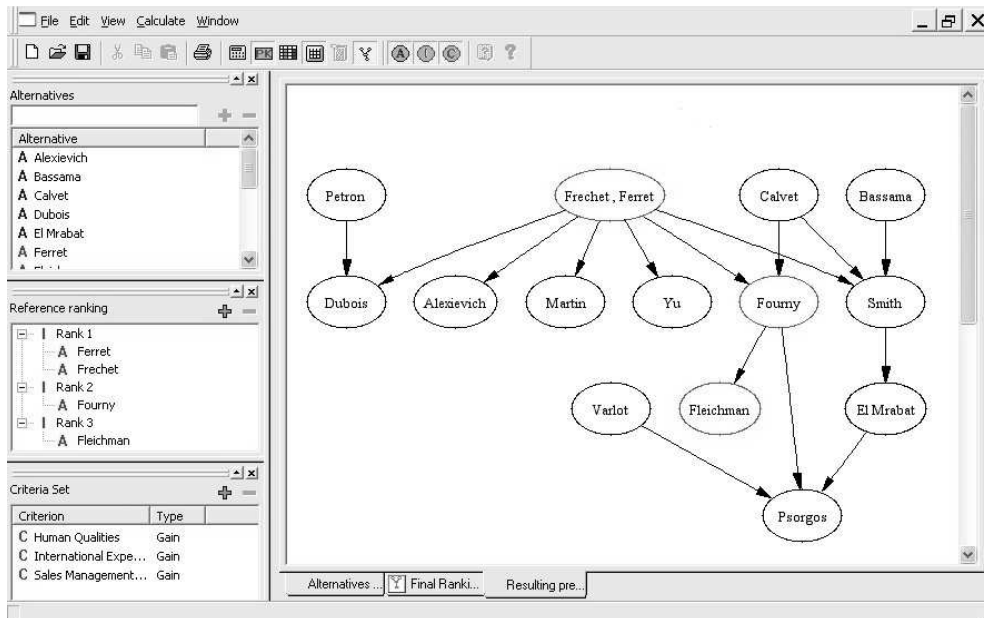 File Edit View Calculate Window
PK A I C ?
Alternatives
Alternative
A Alexievich
A Bassama
A Calvet
A Dubois
A El Mrabat
A Ferret
Reference ranking
I Rank 1
A Ferret
A Frechet
I Rank 2
A Fourny
I Rank 3
A Fleichman
Criteria Set
Criterion Type
C Human Qualities Gain
C International Expe... Gain
C Sales Management... Gain
Petron Frechet , Ferret Calvet Bassama
Dubois Alexievich Martin Yu Fourny Smith
Varlot Fleichman El Mrabat
Psorgos
Alternatives ... Final Ranki... Resulting pre...